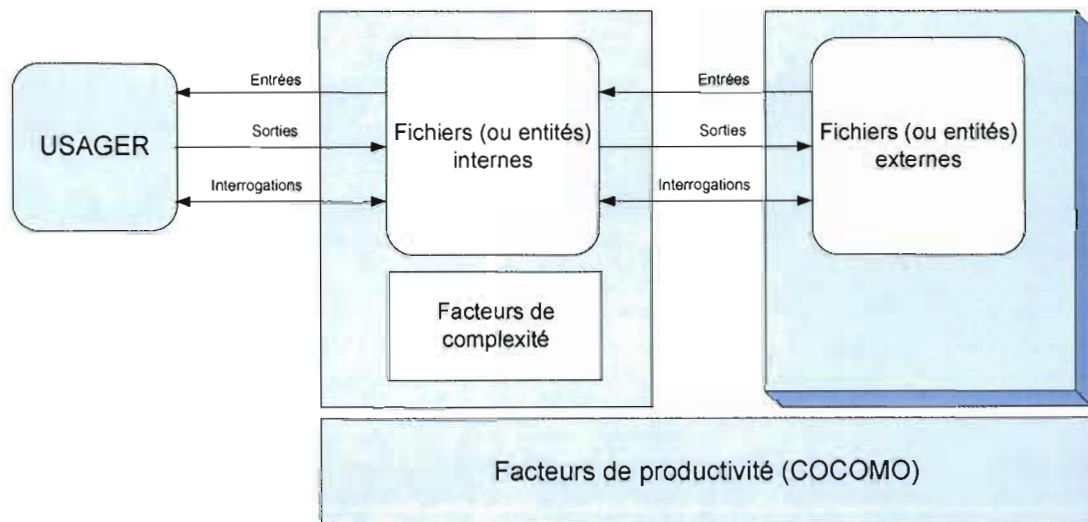 USAGER
Entrées
Sorties
Interrogations
Fichiers (ou entités)
internes
Facteurs de
complexité
Entrées
Sorties
Interrogations
Fichiers (ou entités)
externes
Facteurs de productivité (COCOMO)